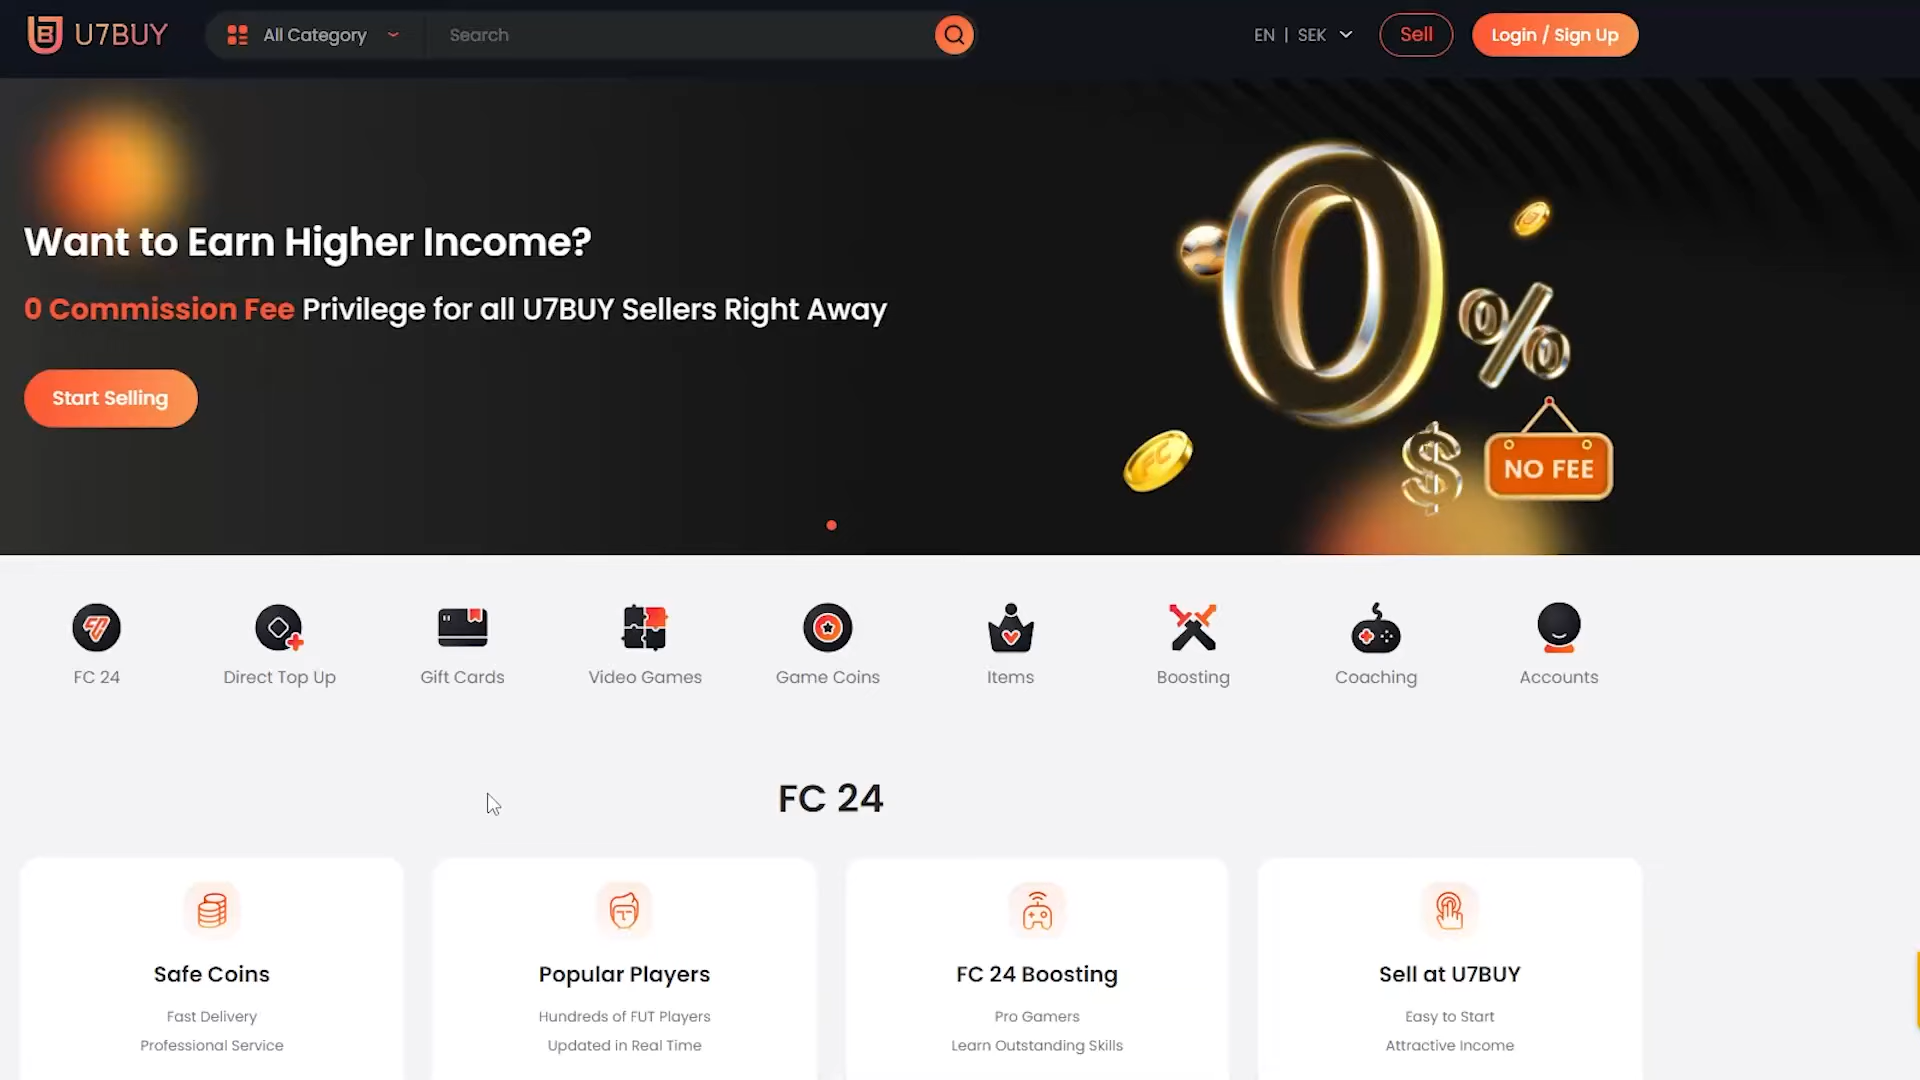 U7BUY
All Category
Search
EN | SEK
Sell
Login / Sign Up
Want to Earn Higher Income?
0 Commission Fee Privilege for all U7BUY Sellers Right Away
Start Selling
0%
$
NO FEE
FC
FC 24
Direct Top Up
Gift Cards
Video Games
Game Coins
Items
Boosting
Coaching
Accounts
FC 24
Safe Coins
Fast Delivery
Professional Service
Popular Players
Hundreds of FUT Players
Updated in Real Time
FC 24 Boosting
Pro Gamers
Learn Outstanding Skills
Sell at U7BUY
Easy to Start
Attractive Income